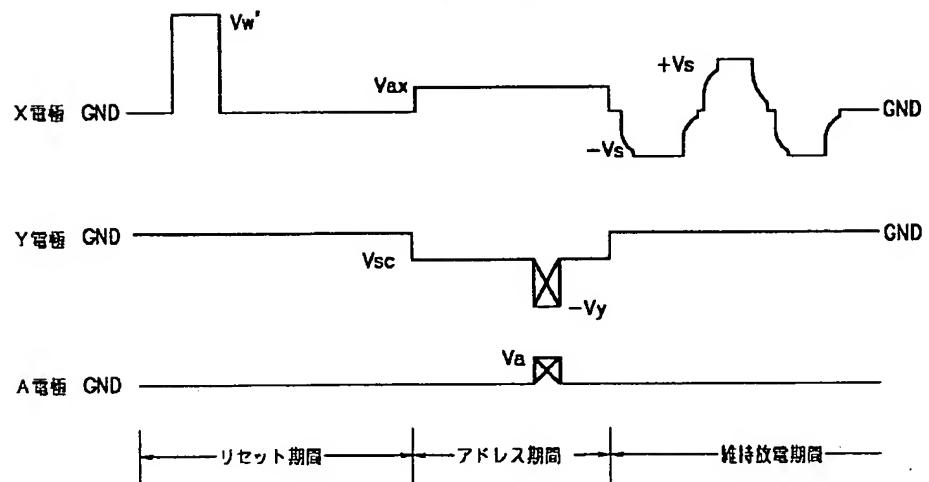 Vw'
+Vs
Vax
X電極 GND
GND
-Vs
Y電極 GND
GND
Vsc
-Vy
Va
A電極 GND
リセット期間
アドレス期間
維持放電期間